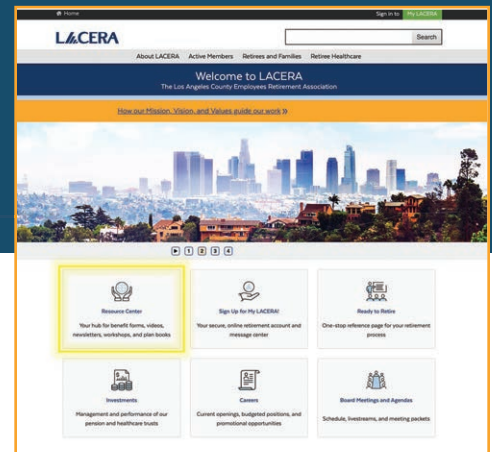 Home
Sign in to My LACERA
LACERA
Search
About LACERA Active Members Retirees and Families Retiree Healthcare
Welcome to LACERA
The Los Angeles County Employees Retirement Association
How our Mission, Vision, and Values guide our work »
1 2 3 4
Resource Center
Your hub for benefit forms, videos,
newsletters, workshops, and plan books
Sign Up for My LACERA!
Your secure, online retirement account and
message center
Ready to Retire
One-stop reference page for your retirement
process
Investments
Management and performance of our
pension and healthcare trusts
Careers
Current openings, budgeted positions, and
promotional opportunities
Board Meetings and Agendas
Schedule, livestreams, and meeting packets